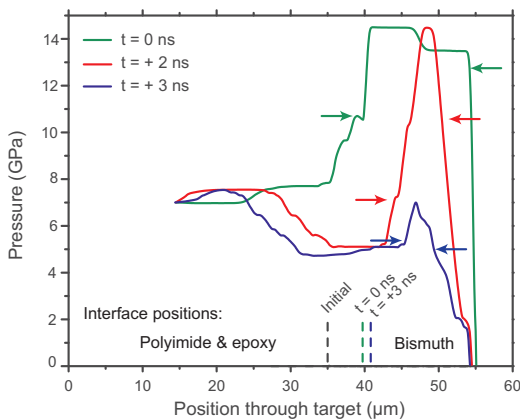 16
14
12
10
8
6
4
2
0
Pressure (GPa)
t = 0 ns
t = + 2 ns
t = + 3 ns
Interface positions:
Polyimide & epoxy
Initial
t = 0 ns
t = +3 ns
Bismuth
0 10 20 30 40 50 60
Position through target (μm)